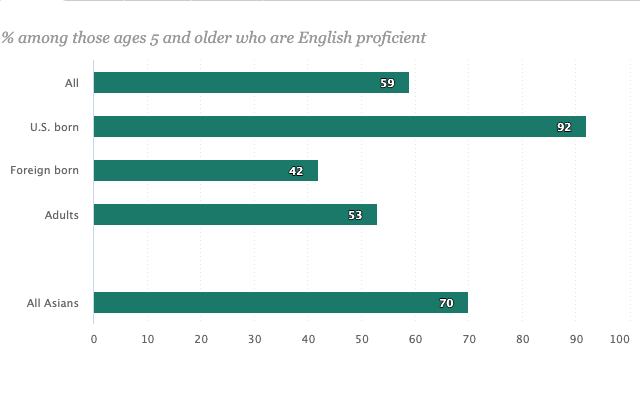 % among those ages 5 and older who are English proficient
All 59
U.S. born 92
Foreign born 42
Adults 53
All Asians 70
0 10 20 30 40 50 60 70 80 90 100